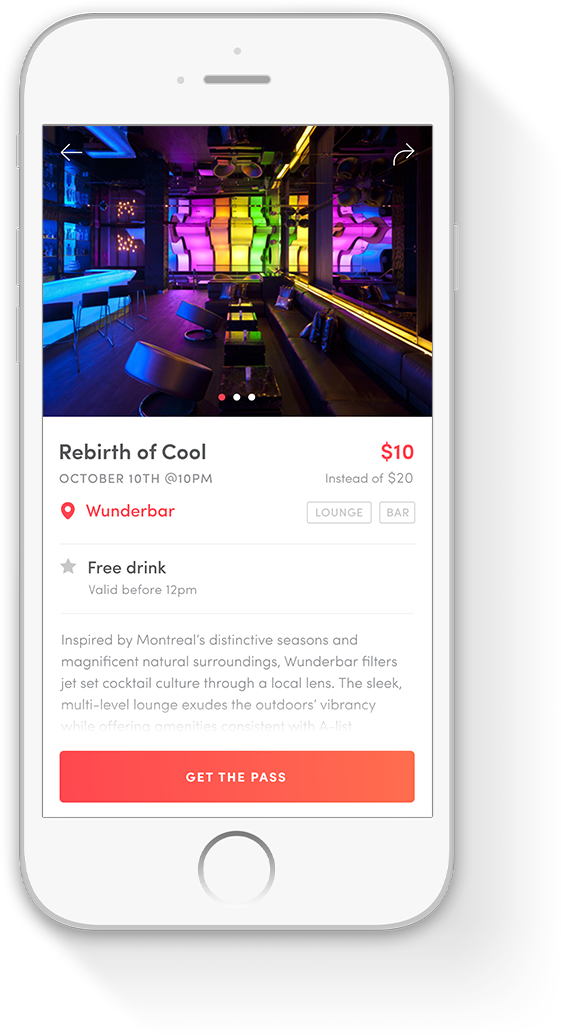 Rebirth of Cool
$10
OCTOBER 10TH @10PM
Instead of $20
Wunderbar
LOUNGE
BAR
Free drink
Valid before 12pm
Inspired by Montreal's distinctive seasons and
magnificent natural surroundings, Wunderbar filters
jet set cocktail culture through a local lens. The sleek,
multi-level lounge exudes the outdoors' vibrancy
while offering amenities consistent with A-list
GET THE PASS